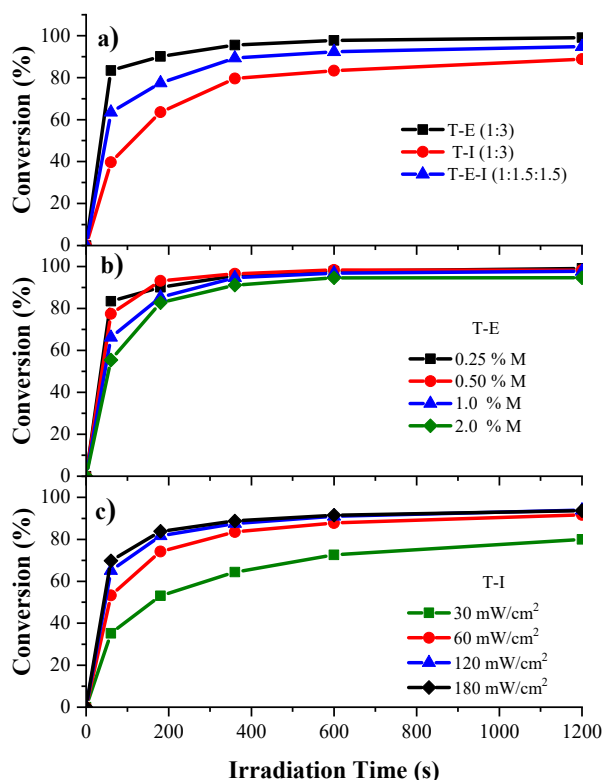 a)
Conversion (%)
100
80
60
40
20
0
T-E (1:3)
T-I (1:3)
T-E-I (1:1.5:1.5)
b)
Conversion (%)
100
80
60
40
20
0
T-E
0.25 % M
0.50 % M
1.0 % M
2.0 % M
c)
Conversion (%)
100
80
60
40
20
0
T-I
30 mW/cm²
60 mW/cm²
120 mW/cm²
180 mW/cm²
0 200 400 600 800 1000 1200
Irradiation Time (s)